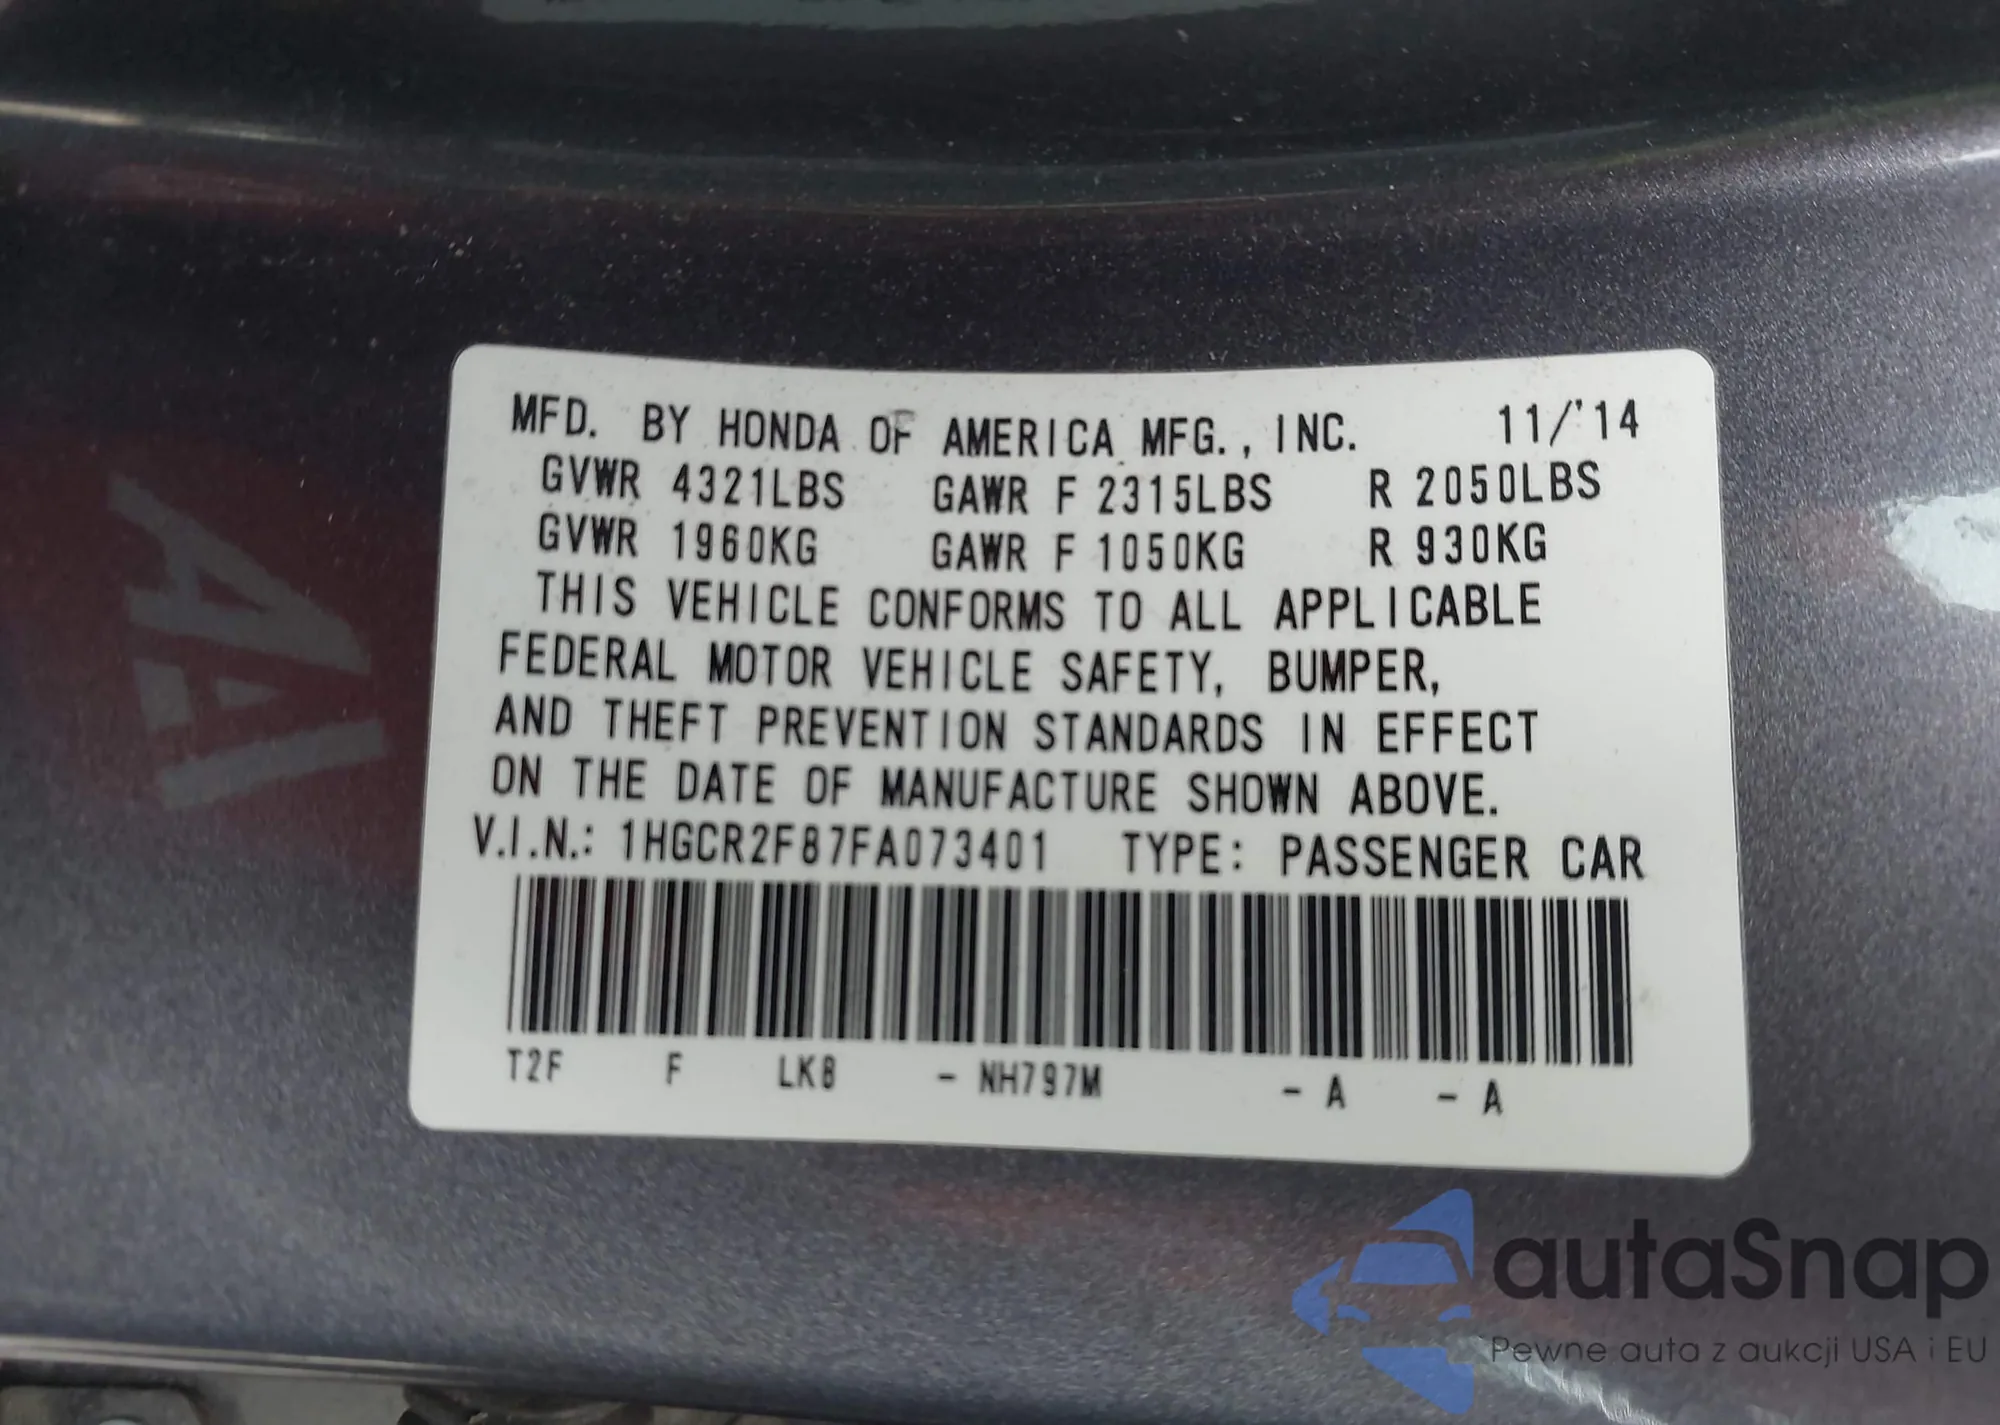 MFD. BY HONDA OF AMERICA MFG., INC. 11/'14
GVWR 4321LBS GAWR F 2315LBS R 2050LBS
GVWR 1960KG GAWR F 1050KG R 930KG
THIS VEHICLE CONFORMS TO ALL APPLICABLE
FEDERAL MOTOR VEHICLE SAFETY, BUMPER,
AND THEFT PREVENTION STANDARDS IN EFFECT
ON THE DATE OF MANUFACTURE SHOWN ABOVE.
V.I.N.: 1HGCR2F87FA073401 TYPE: PASSENGER CAR
T2F F LK8 - NH797M - A - A
autaSnap
Pewne auta z aukcji USA i EU